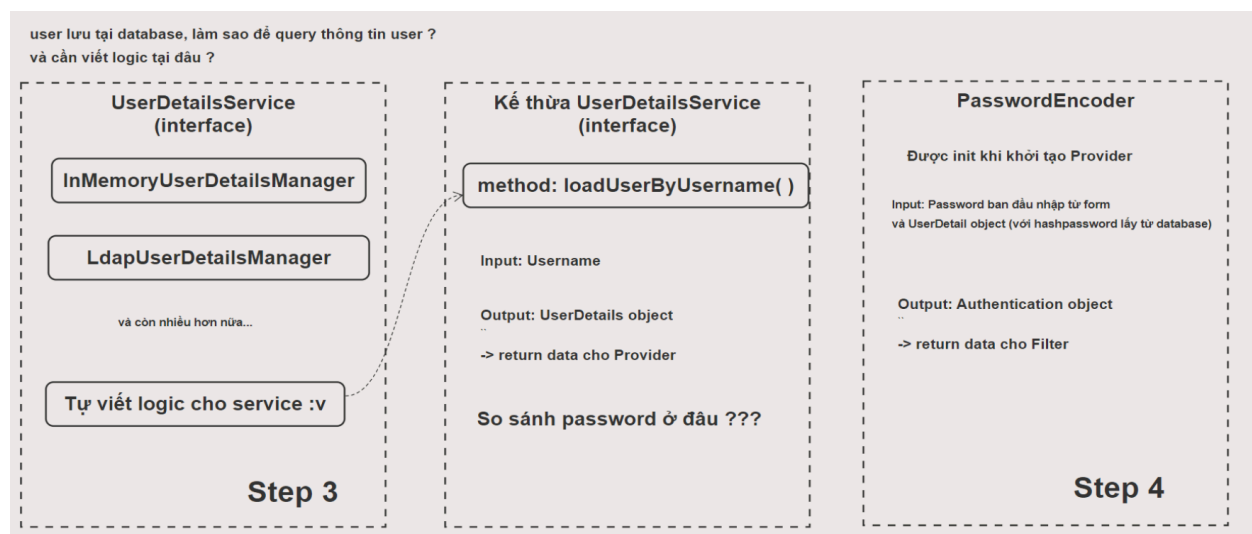 user lưu tại database, làm sao để query thông tin user ?
và cần viết logic tại đâu ?
UserDetailsService
(interface)
InMemoryUserDetailsManager
LdapUserDetailsManager
và còn nhiều hơn nữa...
Tự viết logic cho service :v
Step 3
Kế thừa UserDetailsService
(interface)
method: loadUserByUsername( )
Input: Username
Output: UserDetails object
..
-> return data cho Provider
So sánh password ở đâu ???
PasswordEncoder
Được init khi khởi tạo Provider
Input: Password ban đầu nhập từ form
và UserDetail object (với hashpassword lấy từ database)
Output: Authentication object
..
-> return data cho Filter
Step 4